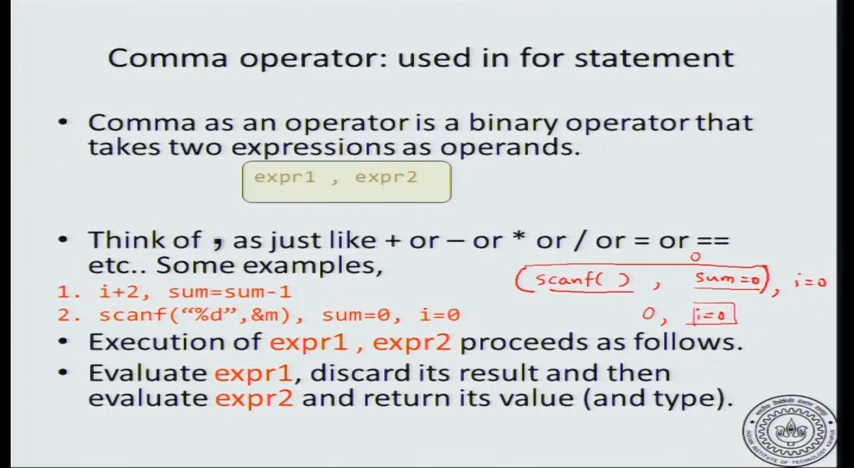 Comma operator: used in for statement
• Comma as an operator is a binary operator that
takes two expressions as operands.
expr1 , expr2
• Think of , as just like + or – or * or / or = or ==
etc.. Some examples,
1. i+2, sum=sum-1
2. scanf(“%d”,&m), sum=0, i=0
0
(scanf( ) , sum=0), i=0
0, i=0
• Execution of expr1 , expr2 proceeds as follows.
• Evaluate expr1, discard its result and then
evaluate expr2 and return its value (and type).